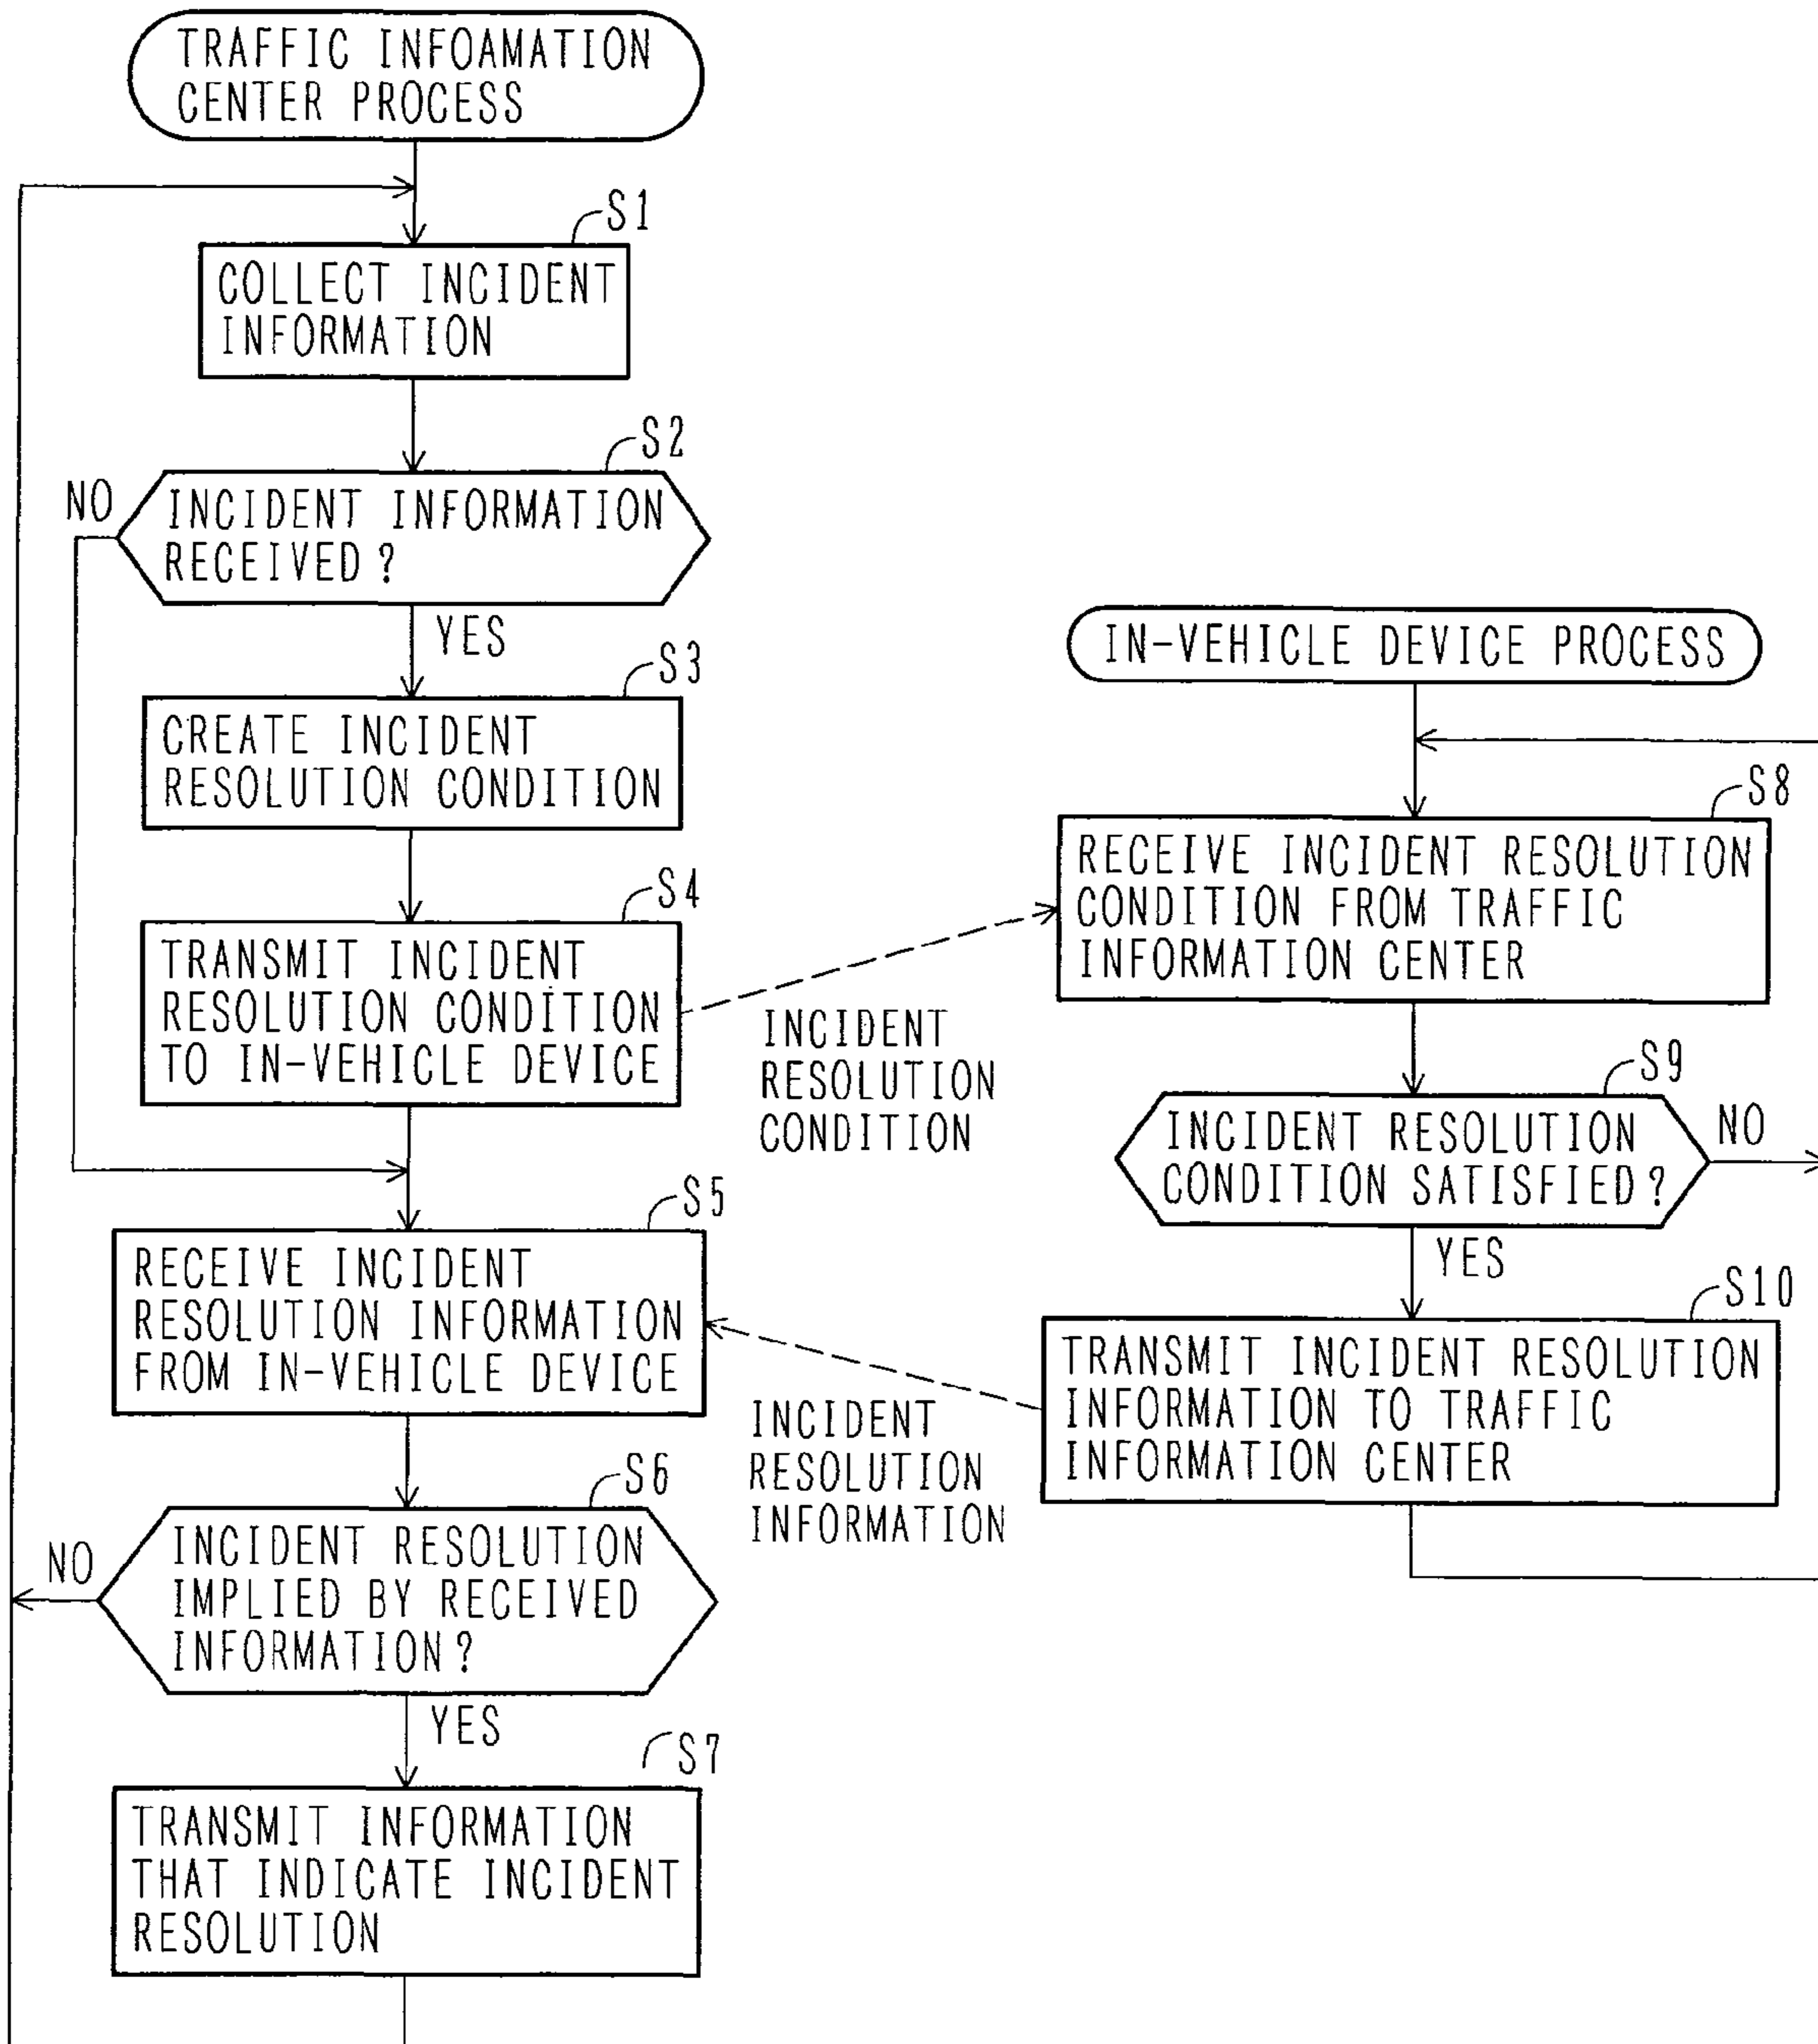 TRAFFIC INFOAMATION
CENTER PROCESS
S1
COLLECT INCIDENT
INFORMATION
S2
NO
INCIDENT INFORMATION
RECEIVED?
YES
S3
CREATE INCIDENT
RESOLUTION CONDITION
S4
TRANSMIT INCIDENT
RESOLUTION CONDITION
TO IN-VEHICLE DEVICE
INCIDENT
RESOLUTION
CONDITION
S5
RECEIVE INCIDENT
RESOLUTION INFORMATION
FROM IN-VEHICLE DEVICE
INCIDENT
RESOLUTION
INFORMATION
S6
NO
INCIDENT RESOLUTION
IMPLIED BY RECEIVED
INFORMATION?
YES
S7
TRANSMIT INFORMATION
THAT INDICATE INCIDENT
RESOLUTION
IN-VEHICLE DEVICE PROCESS
S8
RECEIVE INCIDENT RESOLUTION
CONDITION FROM TRAFFIC
INFORMATION CENTER
S9
INCIDENT RESOLUTION
CONDITION SATISFIED?
NO
YES
S10
TRANSMIT INCIDENT RESOLUTION
INFORMATION TO TRAFFIC
INFORMATION CENTER